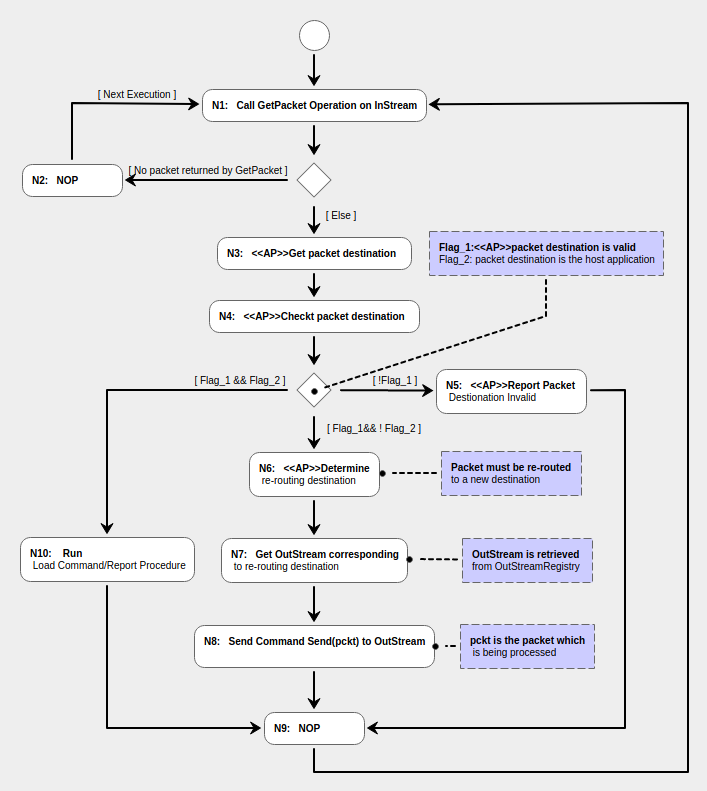 [ Next Execution ]
N1: Call GetPacket Operation on InStream
[ No packet returned by GetPacket ]
N2: NOP
[ Else ]
N3: <<AP>>Get packet destination
Flag_1:<<AP>>packet destination is valid
Flag_2: packet destination is the host application
N4: <<AP>>Checkt packet destination
[ Flag_1 && Flag_2 ]
[ !Flag_1 ]
N5: <<AP>>Report Packet
Destionation Invalid
[ Flag_1&& ! Flag_2 ]
N6: <<AP>>Determine
re-routing destination
Packet must be re-routed
to a new destination
N10: Run
Load Command/Report Procedure
N7: Get OutStream corresponding
to re-routing destination
OutStream is retrieved
from OutStreamRegistry
N8: Send Command Send(pckt) to OutStream
pckt is the packet which
is being processed
N9: NOP